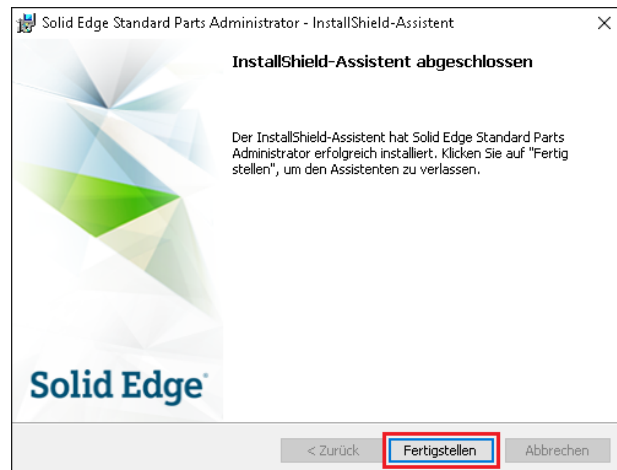 Solid Edge Standard Parts Administrator - InstallShield-Assistent
InstallShield-Assistent abgeschlossen
Der InstallShield-Assistent hat Solid Edge Standard Parts
Administrator erfolgreich installiert. Klicken Sie auf "Fertig
stellen", um den Assistenten zu verlassen.
Solid Edge
< Zurück Fertigstellen Abbrechen